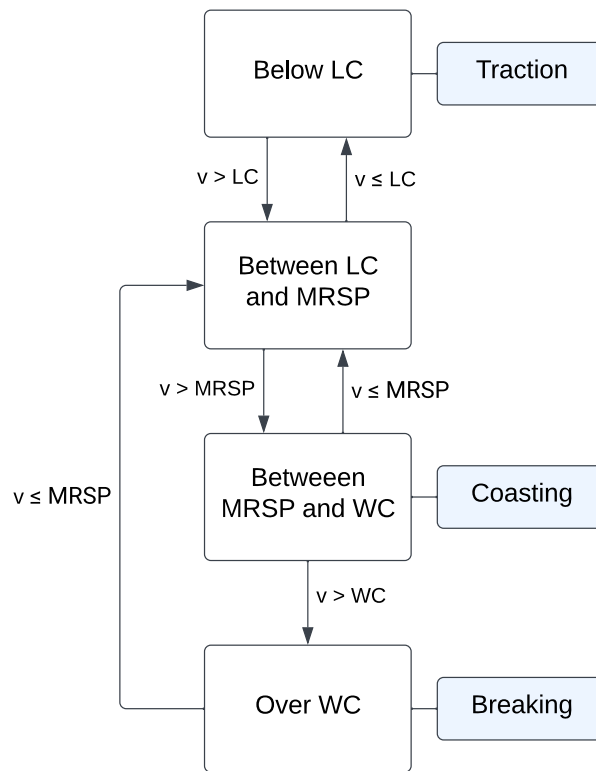 Below LC
Traction
v > LC
v ≤ LC
Between LC
and MRSP
v > MRSP
v ≤ MRSP
v ≤ MRSP
Betweeen
MRSP and WC
Coasting
v > WC
Over WC
Breaking